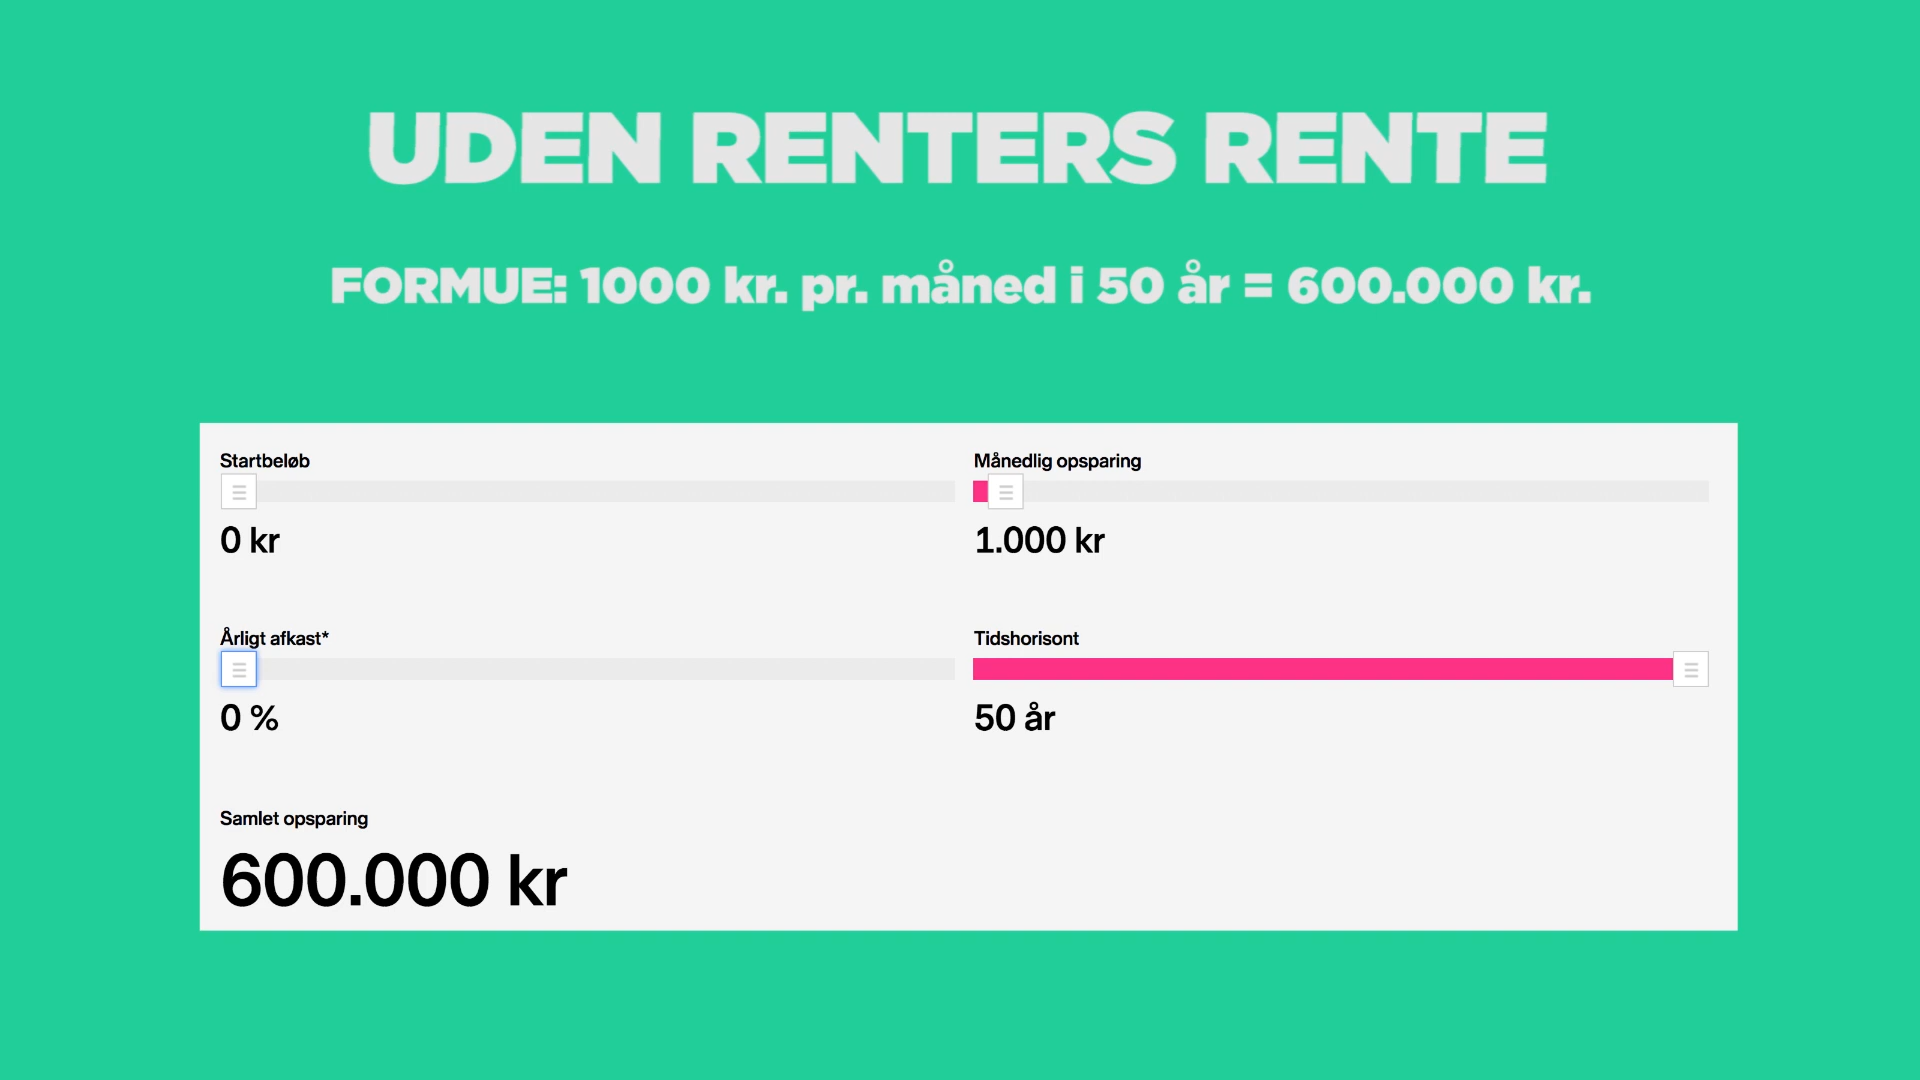 UDEN RENTERS RENTE
FORMUE: 1000 kr. pr. måned i 50 år = 600.000 kr.
Startbeløb
0 kr
Månedlig opsparing
1.000 kr
Årligt afkast*
0 %
Tidshorisont
50 år
Samlet opsparing
600.000 kr